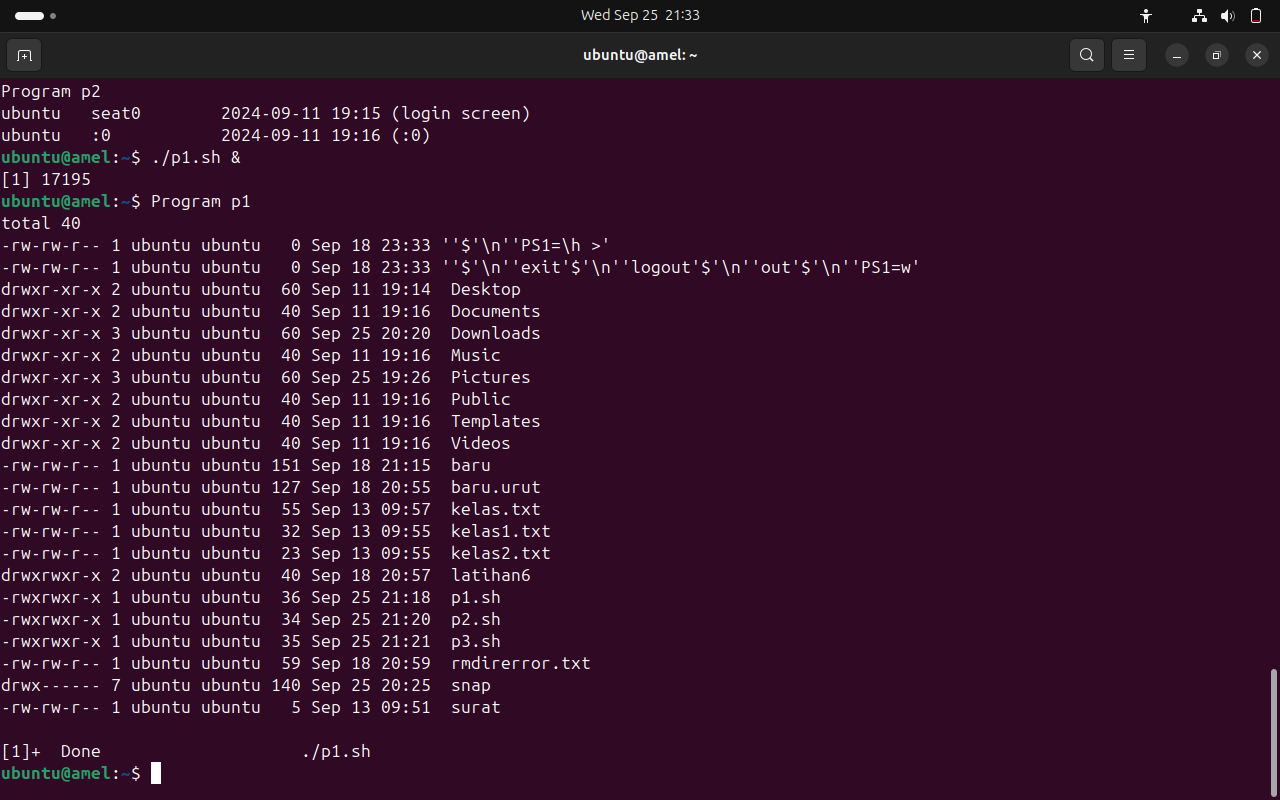 Wed Sep 25 21:33
ubuntu@amel: ~
Program p2
ubuntu   seat0        2024-09-11 19:15 (login screen)
ubuntu   :0           2024-09-11 19:16 (:0)
ubuntu@amel:~$ ./p1.sh &
[1] 17195
ubuntu@amel:~$ Program p1
total 40
-rw-rw-r-- 1 ubuntu ubuntu   0 Sep 18 23:33 ''$'\n''PS1=\h >'
-rw-rw-r-- 1 ubuntu ubuntu   0 Sep 18 23:33 ''$'\n''exit'$'\n''logout'$'\n''out'$'\n''PS1=w'
drwxr-xr-x 2 ubuntu ubuntu  60 Sep 11 19:14  Desktop
drwxr-xr-x 2 ubuntu ubuntu  40 Sep 11 19:16  Documents
drwxr-xr-x 3 ubuntu ubuntu  60 Sep 25 20:20  Downloads
drwxr-xr-x 2 ubuntu ubuntu  40 Sep 11 19:16  Music
drwxr-xr-x 3 ubuntu ubuntu  60 Sep 25 19:26  Pictures
drwxr-xr-x 2 ubuntu ubuntu  40 Sep 11 19:16  Public
drwxr-xr-x 2 ubuntu ubuntu  40 Sep 11 19:16  Templates
drwxr-xr-x 2 ubuntu ubuntu  40 Sep 11 19:16  Videos
-rw-rw-r-- 1 ubuntu ubuntu 151 Sep 18 21:15  baru
-rw-rw-r-- 1 ubuntu ubuntu 127 Sep 18 20:55  baru.urut
-rw-rw-r-- 1 ubuntu ubuntu  55 Sep 13 09:57  kelas.txt
-rw-rw-r-- 1 ubuntu ubuntu  32 Sep 13 09:55  kelas1.txt
-rw-rw-r-- 1 ubuntu ubuntu  23 Sep 13 09:55  kelas2.txt
drwxrwxr-x 2 ubuntu ubuntu  40 Sep 18 20:57  latihan6
-rwxrwxr-x 1 ubuntu ubuntu  36 Sep 25 21:18  p1.sh
-rwxrwxr-x 1 ubuntu ubuntu  34 Sep 25 21:20  p2.sh
-rwxrwxr-x 1 ubuntu ubuntu  35 Sep 25 21:21  p3.sh
-rw-rw-r-- 1 ubuntu ubuntu  59 Sep 18 20:59  rmdirerror.txt
drwx------ 7 ubuntu ubuntu 140 Sep 25 20:25  snap
-rw-rw-r-- 1 ubuntu ubuntu   5 Sep 13 09:51  surat
[1]+  Done                    ./p1.sh
ubuntu@amel:~$